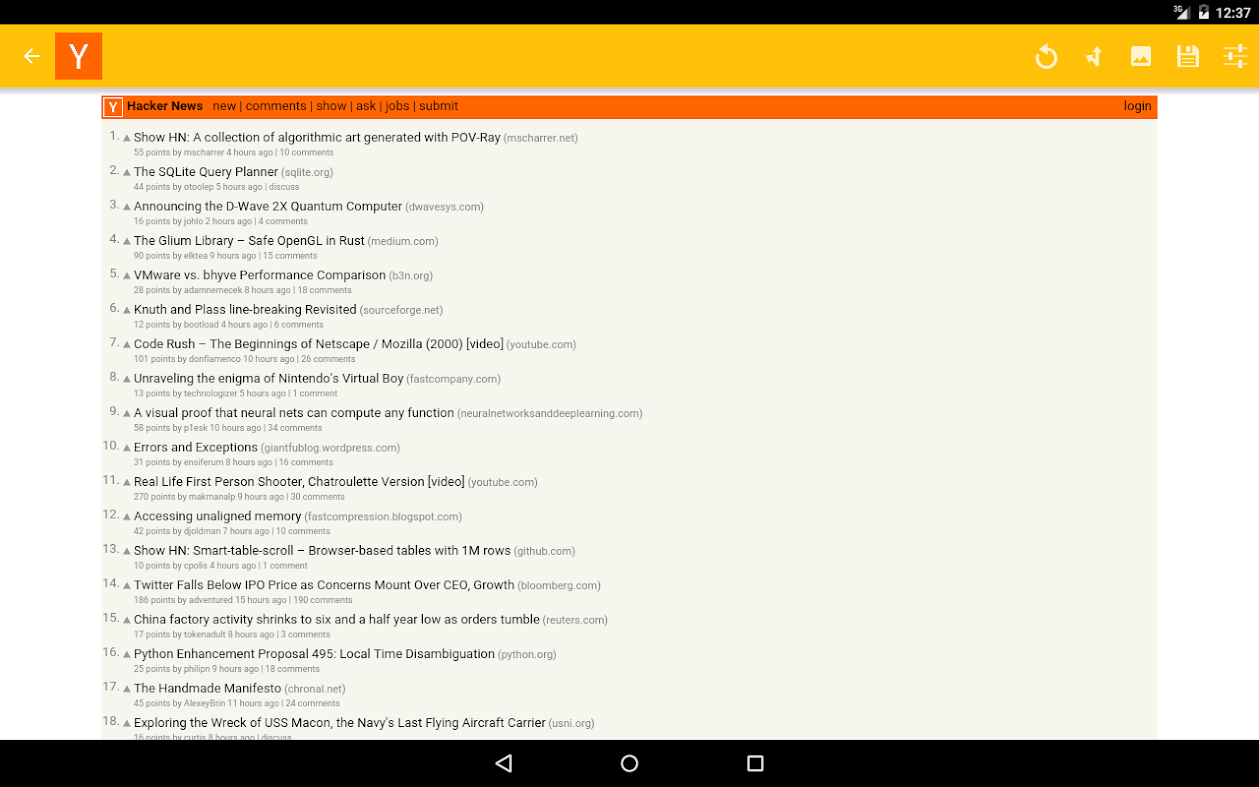 3G 12:37
Y
Y Hacker News new | comments | show | ask | jobs | submit login
1. Show HN: A collection of algorithmic art generated with POV-Ray (mscharrer.net)
55 points by mscharrer 4 hours ago | 10 comments
2. The SQLite Query Planner (sqlite.org)
44 points by otoolep 5 hours ago | discuss
3. Announcing the D-Wave 2X Quantum Computer (dwavesys.com)
16 points by johlo 2 hours ago | 4 comments
4. The Glium Library – Safe OpenGL in Rust (medium.com)
90 points by elktea 9 hours ago | 15 comments
5. VMware vs. bhyve Performance Comparison (b3n.org)
28 points by adamnemecek 8 hours ago | 18 comments
6. Knuth and Plass line-breaking Revisited (sourceforge.net)
12 points by bootload 4 hours ago | 6 comments
7. Code Rush – The Beginnings of Netscape / Mozilla (2000) [video] (youtube.com)
101 points by donflamenco 10 hours ago | 26 comments
8. Unraveling the enigma of Nintendo's Virtual Boy (fastcompany.com)
13 points by technologizer 5 hours ago | 1 comment
9. A visual proof that neural nets can compute any function (neuralnetworksanddeeplearning.com)
58 points by p1esk 10 hours ago | 34 comments
10. Errors and Exceptions (giantfublog.wordpress.com)
31 points by ensiferum 8 hours ago | 16 comments
11. Real Life First Person Shooter, Chatroulette Version [video] (youtube.com)
270 points by makmanalp 9 hours ago | 30 comments
12. Accessing unaligned memory (fastcompression.blogspot.com)
42 points by djoldman 7 hours ago | 10 comments
13. Show HN: Smart-table-scroll – Browser-based tables with 1M rows (github.com)
10 points by cpolis 4 hours ago | 1 comment
14. Twitter Falls Below IPO Price as Concerns Mount Over CEO, Growth (bloomberg.com)
186 points by adventured 15 hours ago | 190 comments
15. China factory activity shrinks to six and a half year low as orders tumble (reuters.com)
17 points by tokenadult 8 hours ago | 3 comments
16. Python Enhancement Proposal 495: Local Time Disambiguation (python.org)
25 points by philipn 9 hours ago | 18 comments
17. The Handmade Manifesto (chronal.net)
45 points by AlexeyBrin 11 hours ago | 24 comments
18. Exploring the Wreck of USS Macon, the Navy's Last Flying Aircraft Carrier (usni.org)
16 points by curtis 8 hours ago | discuss